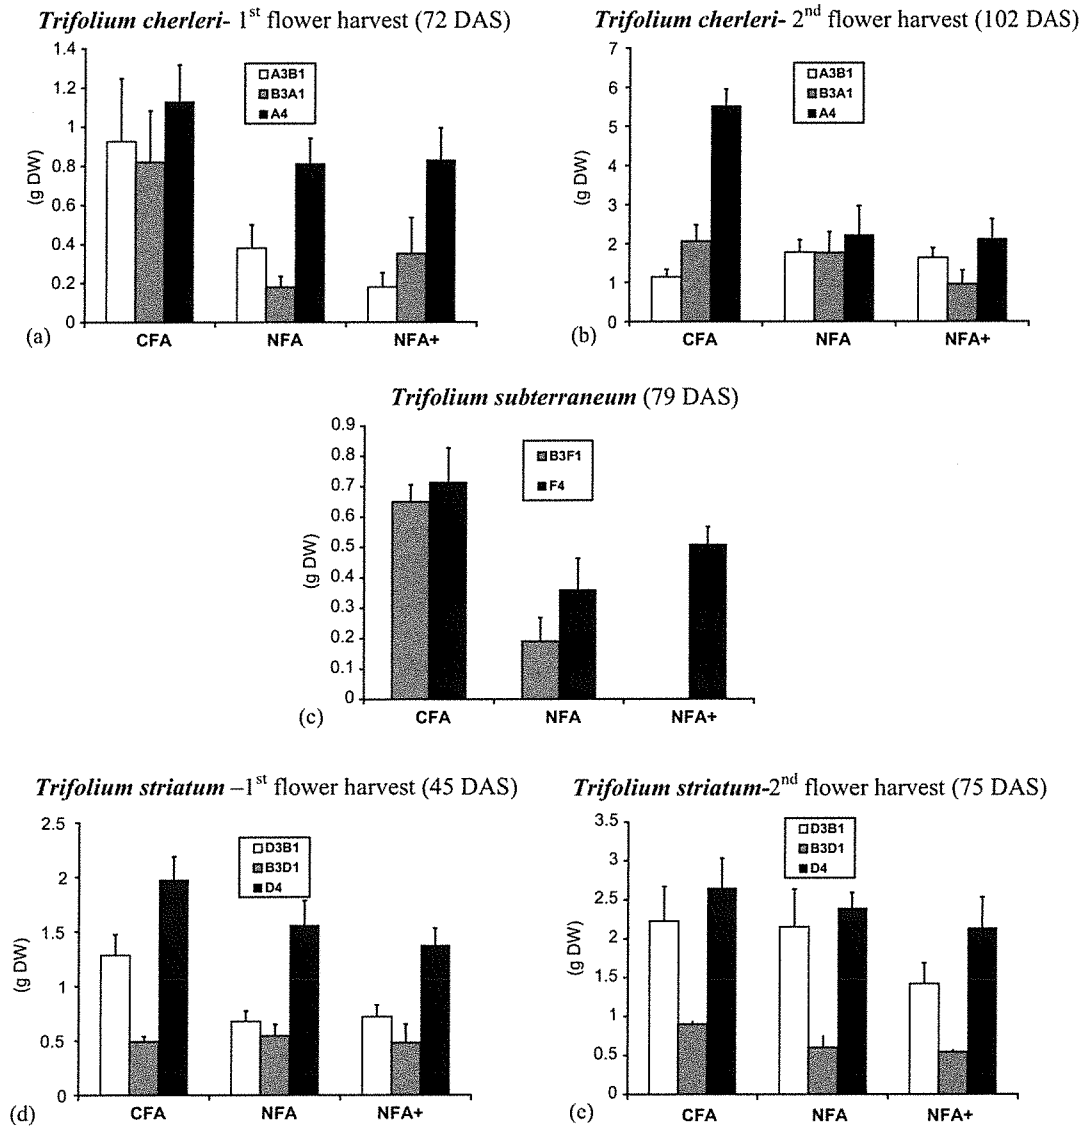 Trifolium cherleri- 1st flower harvest (72 DAS)
1.4
1.2
1
0.8
0.6
0.4
0.2
0
(g DW)
A3B1
B3A1
A4
CFA NFA NFA+
(a)
Trifolium cherleri- 2nd flower harvest (102 DAS)
7
6
5
4
3
2
1
0
(g DW)
A3B1
B3A1
A4
CFA NFA NFA+
(b)
Trifolium subterraneum (79 DAS)
0.9
0.8
0.7
0.6
0.5
0.4
0.3
0.2
0.1
0
(g DW)
B3F1
F4
CFA NFA NFA+
(c)
Trifolium striatum –1st flower harvest (45 DAS)
2.5
2
1.5
1
0.5
0
(g DW)
D3B1
B3D1
D4
CFA NFA NFA+
(d)
Trifolium striatum-2nd flower harvest (75 DAS)
3.5
3
2.5
2
1.5
1
0.5
0
(g DW)
D3B1
B3D1
D4
CFA NFA NFA+
(c)